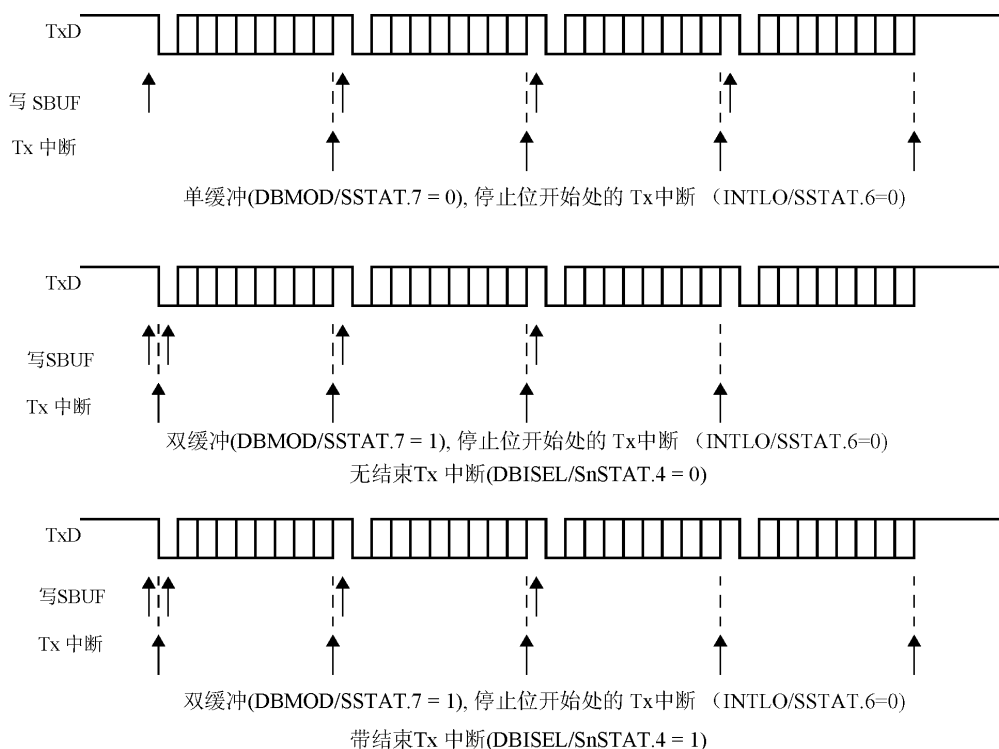 TxD
写 SBUF
Tx 中断
单缓冲(DBMOD/SSTAT.7 = 0), 停止位开始处的 Tx中断 （INTLO/SSTAT.6=0)
TxD
写SBUF
Tx 中断
双缓冲(DBMOD/SSTAT.7 = 1), 停止位开始处的 Tx中断 （INTLO/SSTAT.6=0)
无结束Tx 中断(DBISEL/SnSTAT.4 = 0)
TxD
写SBUF
Tx 中断
双缓冲(DBMOD/SSTAT.7 = 1), 停止位开始处的 Tx中断 （INTLO/SSTAT.6=0)
带结束Tx 中断(DBISEL/SnSTAT.4 = 1)